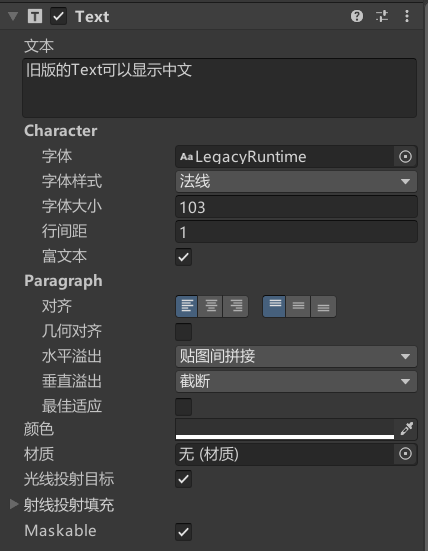 Text
文本
旧版的Text可以显示中文
Character
字体 Aa LegacyRuntime
字体样式 法线
字体大小 103
行间距 1
富文本
Paragraph
对齐
几何对齐
水平溢出 贴图间拼接
垂直溢出 截断
最佳适应
颜色
材质 无 (材质)
光线投射目标
射线投射填充
Maskable